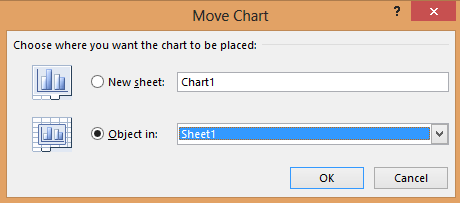 Move Chart
?
Choose where you want the chart to be placed:
New sheet: Chart1
Object in: Sheet1
OK Cancel